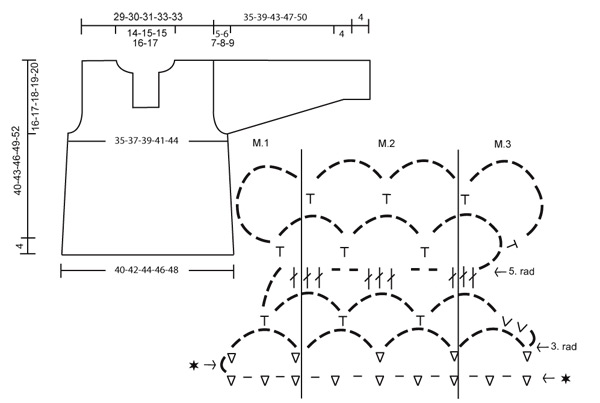 29-30-31-33-33
35-39-43-47-50
4
14-15-15
16-17
5-6
7-8-9
4
16-17-18-19-20
40-43-46-49-52
35-37-39-41-44
M.1
M.2
M.3
4
5. rad
40-42-44-46-48
3. rad